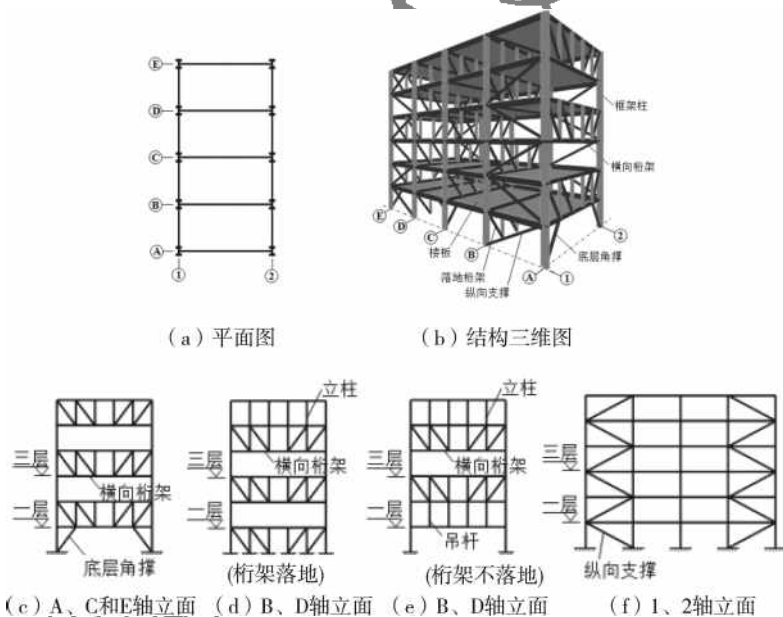 E
D
C
B
A
1
2
(a)平面图
框架柱
横向桁架
E
D
C
B
A
1
2
楼板
落地桁架
纵向支撑
底层角撑
(b)结构三维图
三层
一层
横向桁架
底层角撑
(c)A、C和E轴立面
立柱
三层
横向桁架
一层
(桁架落地)
(d)B、D轴立面
立柱
三层
横向桁架
一层
吊杆
(桁架不落地)
(e)B、D轴立面
三层
一层
纵向支撑
(f)1、2轴立面